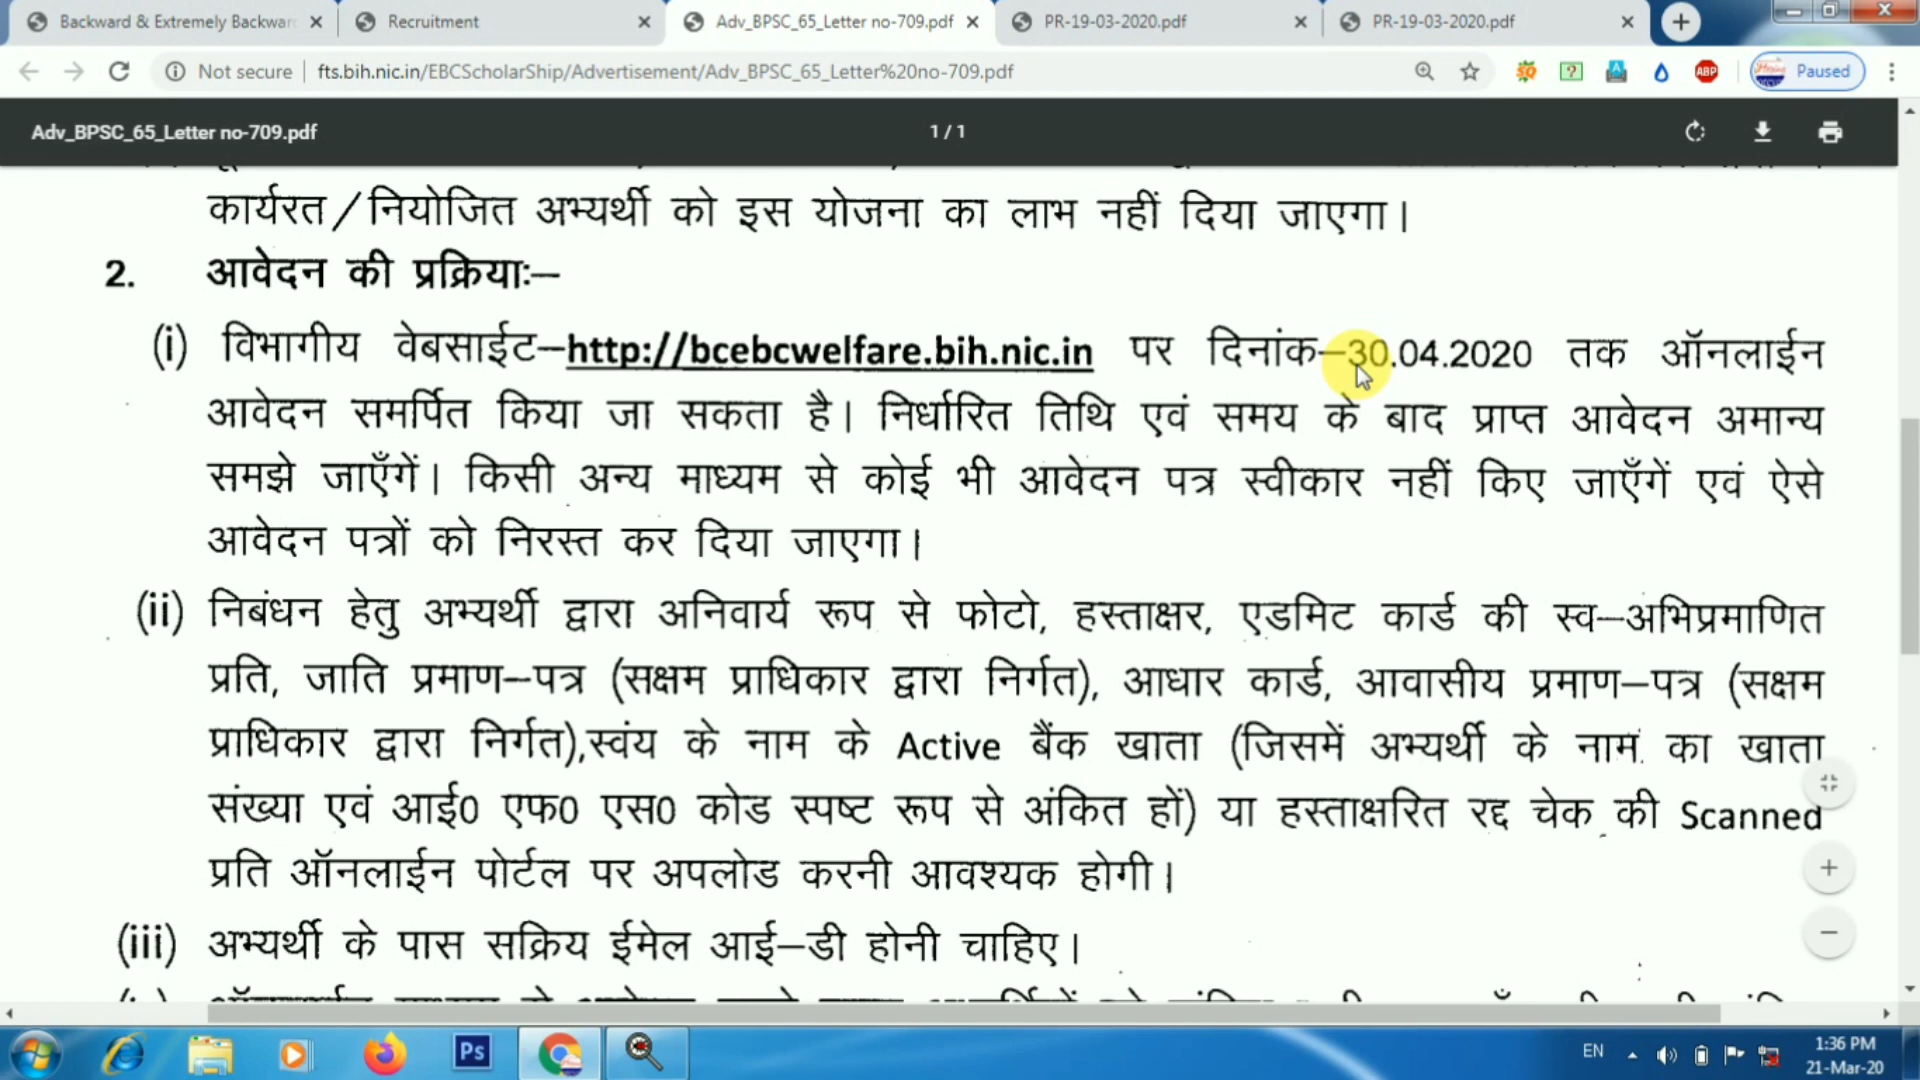 Backward & Extremely Backwar
Recruitment
Adv_BPSC_65_Letter no-709.pdf
PR-19-03-2020.pdf
PR-19-03-2020.pdf
Not secure
fts.bih.nic.in/EBCScholarShip/Advertisement/Adv_BPSC_65_Letter%20no-709.pdf
ABP
Paused
Adv_BPSC_65_Letter no-709.pdf
1 / 1
कार्यरत/नियोजित अभ्यर्थी को इस योजना का लाभ नहीं दिया जाएगा।
2. आवेदन की प्रक्रियाः–
(i) विभागीय वेबसाईट–http://bcebcwelfare.bih.nic.in पर दिनांक–30.04.2020 तक ऑनलाईन
आवेदन समर्पित किया जा सकता है। निर्धारित तिथि एवं समय के बाद प्राप्त आवेदन अमान्य
समझे जाएँगें। किसी अन्य माध्यम से कोई भी आवेदन पत्र स्वीकार नहीं किए जाएँगें एवं ऐसे
आवेदन पत्रों को निरस्त कर दिया जाएगा।
(ii) निबंधन हेतु अभ्यर्थी द्वारा अनिवार्य रूप से फोटो, हस्ताक्षर, एडमिट कार्ड की स्व–अभिप्रमाणित
प्रति, जाति प्रमाण–पत्र (सक्षम प्राधिकार द्वारा निर्गत), आधार कार्ड, आवासीय प्रमाण–पत्र (सक्षम
प्राधिकार द्वारा निर्गत),स्वंय के नाम के Active बैंक खाता (जिसमें अभ्यर्थी के नाम का खाता
संख्या एवं आई0 एफ0 एस0 कोड स्पष्ट रूप से अंकित हों) या हस्ताक्षरित रद्द चेक की Scanned
प्रति ऑनलाईन पोर्टल पर अपलोड करनी आवश्यक होगी।
(iii) अभ्यर्थी के पास सक्रिय ईमेल आई–डी होनी चाहिए।
Ps
EN
1:36 PM
21-Mar-20